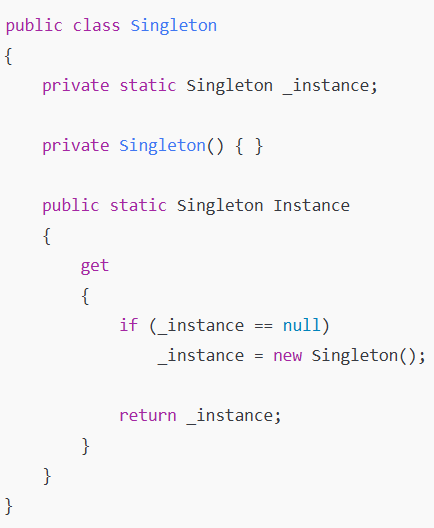 public class Singleton
{
    private static Singleton _instance;

    private Singleton() { }

    public static Singleton Instance
    {
        get
        {
            if (_instance == null)
                _instance = new Singleton();

            return _instance;
        }
    }
}